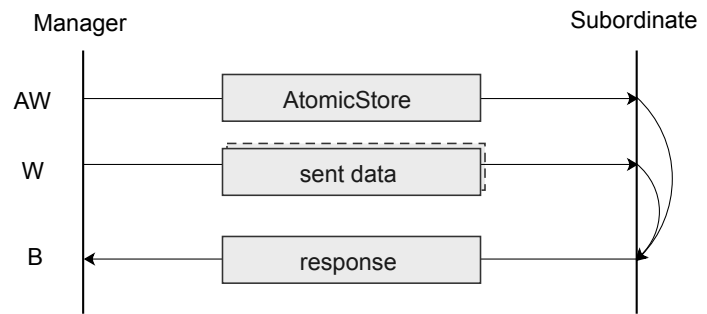 Manager
Subordinate
AW
AtomicStore
W
sent data
B
response